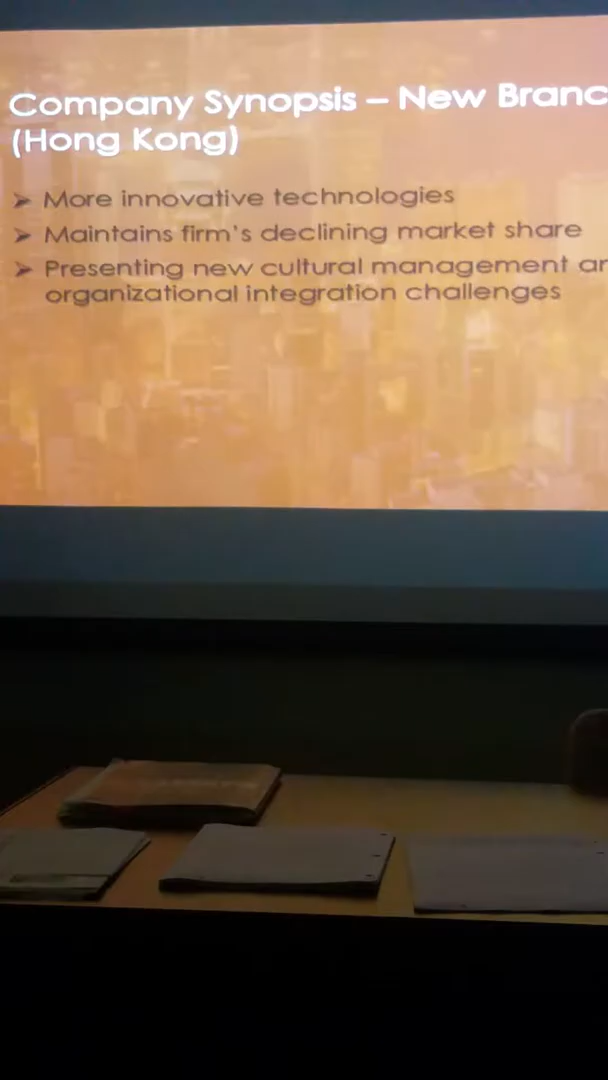 Company Synopsis – New Branc
(Hong Kong)
➢ More innovative technologies
➢ Maintains firm's declining market share
➢ Presenting new cultural management an
organizational integration challenges